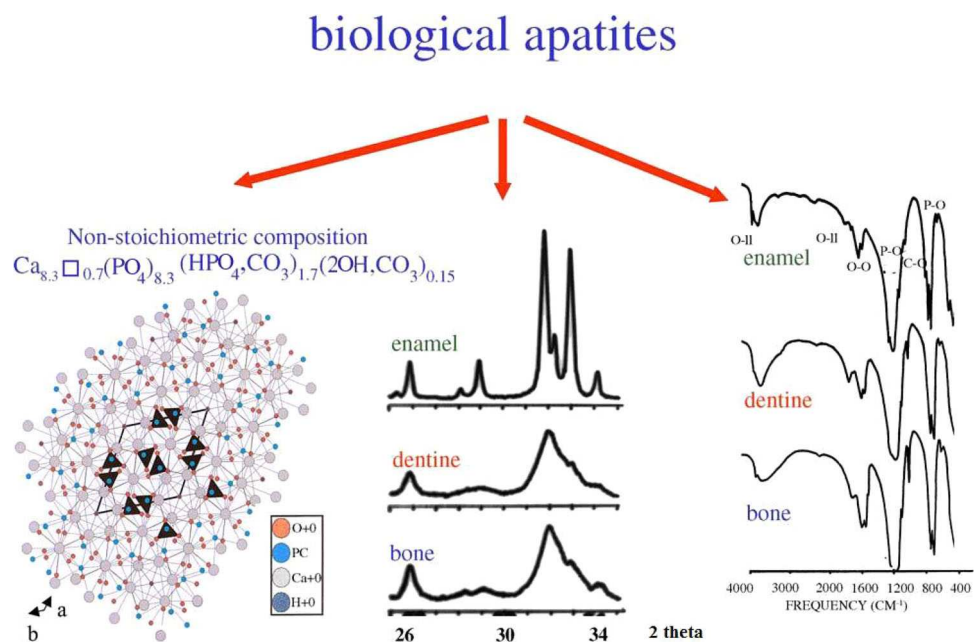 biological apatites
Non-stoichiometric composition
Ca8.3□0.7(PO4)8.3(HPO4,CO3)1.7(2OH,CO3)0.15
O+0
PC
Ca+0
H+0
a
b
enamel
dentine
bone
26 30 34 2 theta
O-H P-O
O-H
enamel
O-O
P-O
C-O
dentine
bone
4000 3000 2000 1600 1200 800 400
FREQUENCY (CM⁻¹)